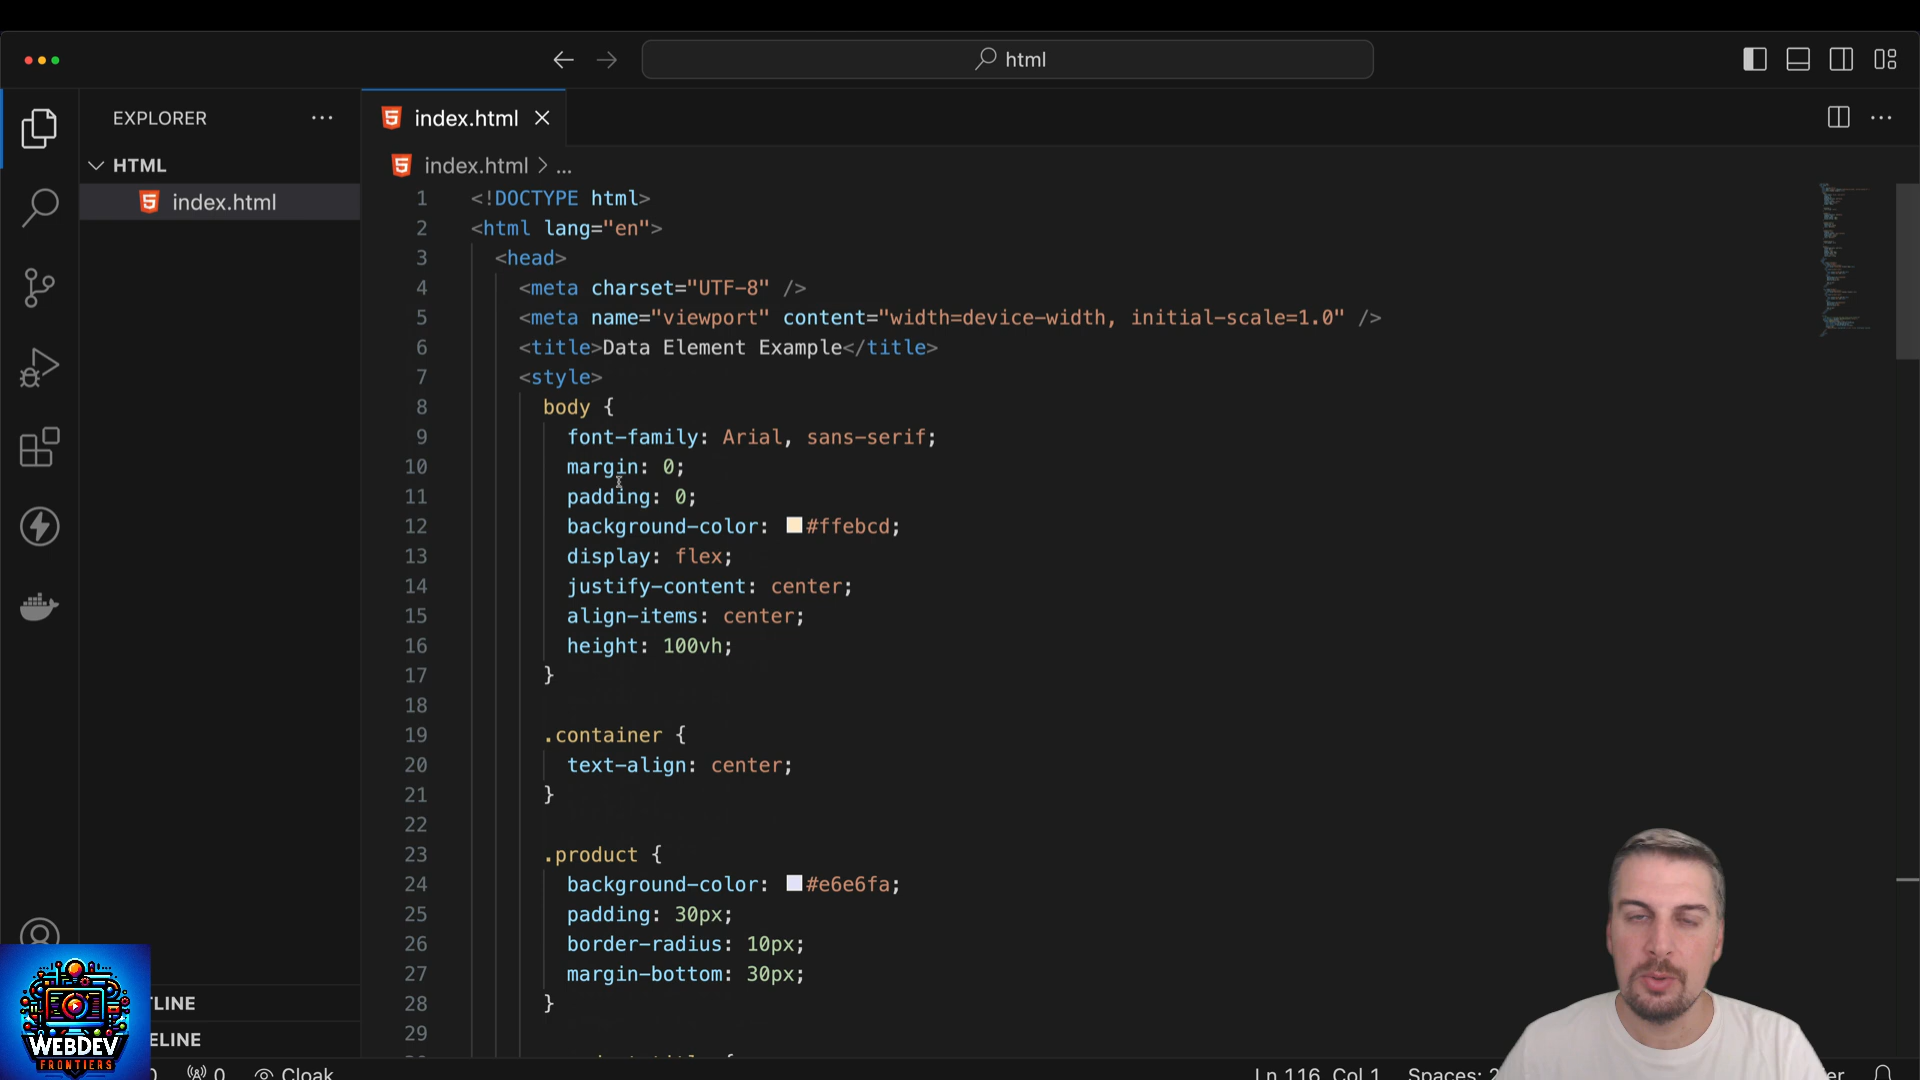 html
EXPLORER
index.html
HTML
index.html
index.html > ...
1 <!DOCTYPE html>
2 <html lang="en">
3 <head>
4 <meta charset="UTF-8" />
5 <meta name="viewport" content="width=device-width, initial-scale=1.0" />
6 <title>Data Element Example</title>
7 <style>
8 body {
9 font-family: Arial, sans-serif;
10 margin: 0;
11 padding: 0;
12 background-color: #ffebcd;
13 display: flex;
14 justify-content: center;
15 align-items: center;
16 height: 100vh;
17 }
18
19 .container {
20 text-align: center;
21 }
22
23 .product {
24 background-color: #e6e6fa;
25 padding: 30px;
26 border-radius: 10px;
27 margin-bottom: 30px;
28 }
29
TLINE
ELINE
WEBDEV
FRONTIERS
0 0 Cloak
Ln 116, Col 1 Spaces: 2